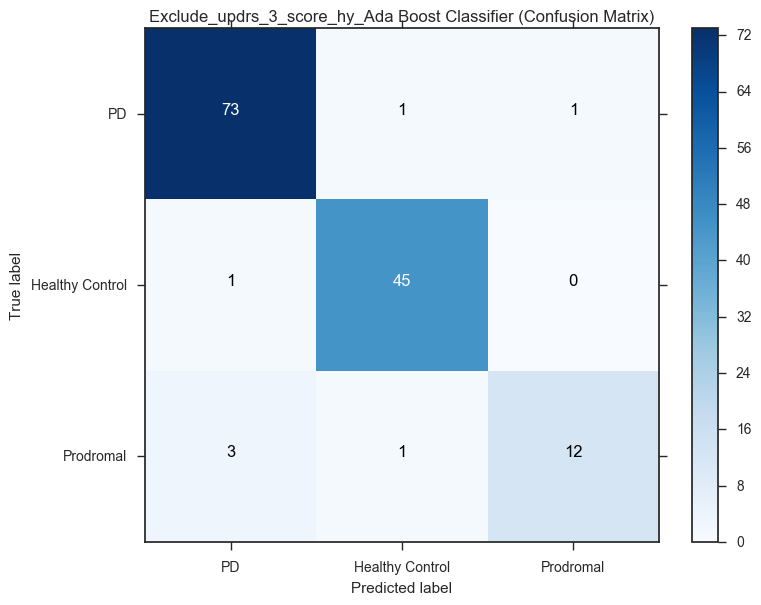 Exclude_updrs_3_score_hy_Ada Boost Classifier (Confusion Matrix)
PD
73
1
1
Healthy Control
1
45
0
Prodromal
3
1
12
PD
Healthy Control
Prodromal
Predicted label
True label
72
64
56
48
40
32
24
16
8
0